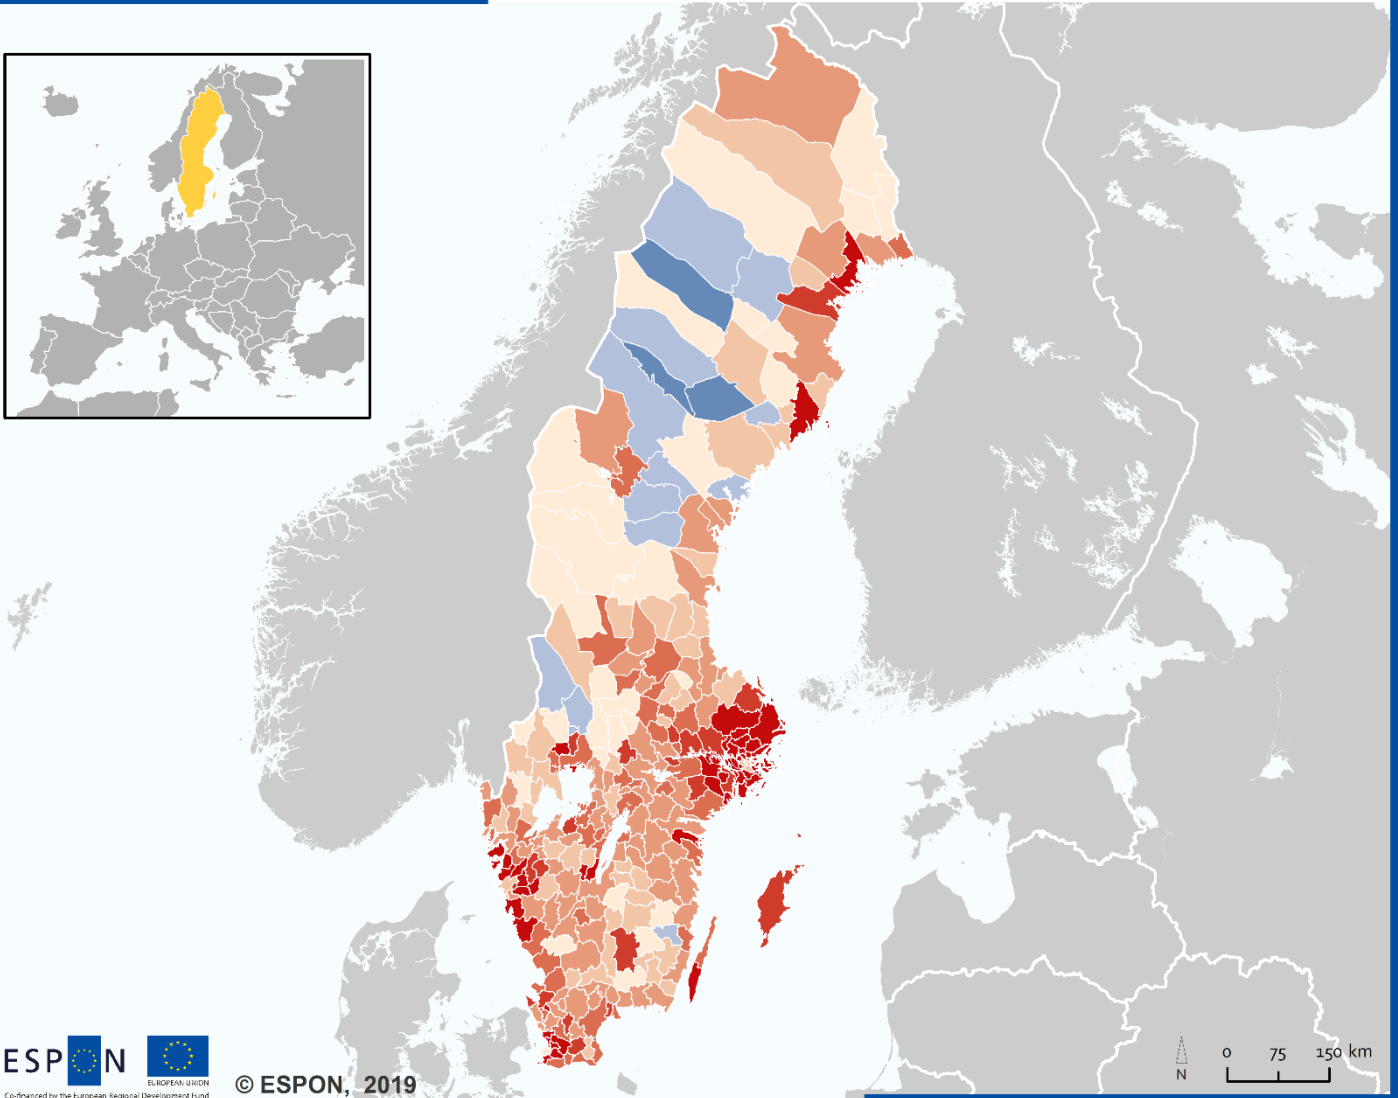 ESPON
EUROPEAN UNION
Co-financed by the European Regional Development Fund
© ESPON, 2019
N
0 75 150 km